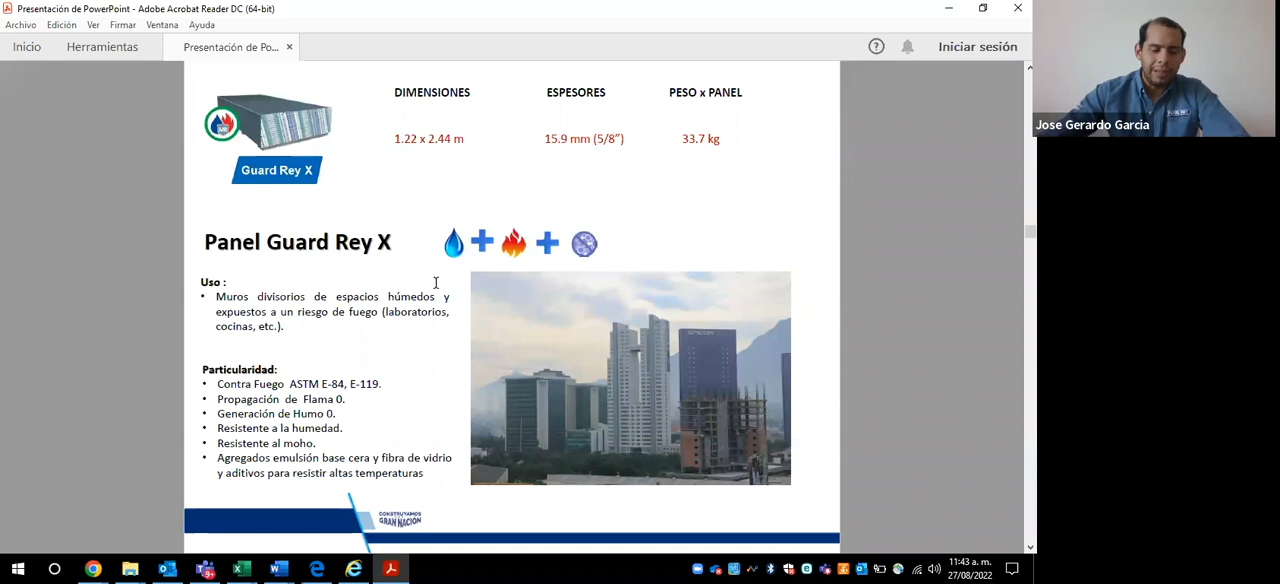 Presentación de PowerPoint - Adobe Acrobat Reader DC (64-bit)
Archivo Edición Ver Firmar Ventana Ayuda
Inicio Herramientas Presentación de Po... × Iniciar sesión
DIMENSIONES ESPESORES PESO x PANEL
1.22 x 2.44 m 15.9 mm (5/8") 33.7 kg
Guard Rey X
Panel Guard Rey X
Uso :
• Muros divisorios de espacios húmedos y
expuestos a un riesgo de fuego (laboratorios,
cocinas, etc.).
Particularidad:
• Contra Fuego ASTM E-84, E-119.
• Propagación de Flama 0.
• Generación de Humo 0.
• Resistente a la humedad.
• Resistente al moho.
• Agregados emulsión base cera y fibra de vidrio
y aditivos para resistir altas temperaturas
CONSTRUYAMOS
GRAN NACIÓN
Jose Gerardo Garcia
11:43 a. m.
27/08/2022